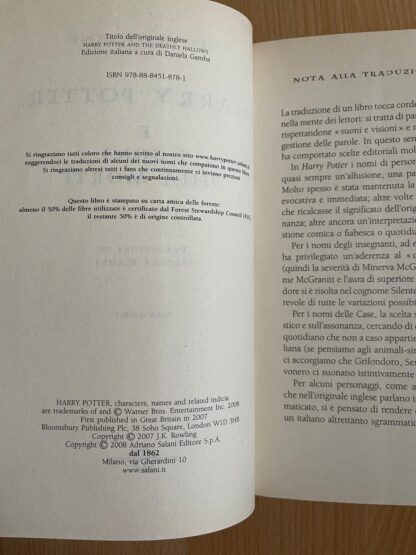 Titolo dell'originale inglese
HARRY POTTER AND THE DEATHLY HALLOWS
Edizione italiana a cura di Daniela Gamba
ISBN 978-88-8451-878-1
Si ringraziano tutti coloro che hanno scritto al nostro sito www.harrypotter.salani.it
suggerendoci le traduzioni di alcuni dei nuovi nomi che compaiono in questo libro.
Si ringraziano altresì tutti i fans che continuamente ci inviano preziosi
consigli e segnalazioni.
Questo libro è stampato su carta amica delle foreste:
almeno il 50% delle fibre utilizzate è certificato dal Forest Stewardship Council (FSC),
il restante 50% è di origine controllata.
HARRY POTTER, characters, names and related indicia
are trademarks of and © Warner Bros. Entertainment Inc. 2008
First published in Great Britain in 2007
Bloomsbury Publishing Plc, 38 Soho Square, London W1D 3HB
Copyright © 2007 J.K. Rowling
Copyright © 2008 Adriano Salani Editore S.p.A.
dal 1862
Milano, via Gherardini 10
www.salani.it
NOTA ALLA TRADUZI
La traduzione di un libro tocca corde
nella mente dei lettori: si tratta di pa
rispettandone « suoni e visioni » e
gestione delle parole. In questo sen
ha comportato scelte editoriali mol
In Harry Potter i nomi dei person
quasi sempre un'allusione, una pa
Molto spesso è stata mantenuta la
evocativa e immediata; altre volte
che ricalcasse il significato dell'orig
nanza; altre ancora un'interpretazio
stione comica o fiabesca o quotidia
Per i nomi degli insegnanti, ad e
ha privilegiato un'aderenza al « c
(quindi la severità di Minerva McG
McGranitt e l'aura di superiore
dore si è risolta nel cognome Silente
revole di tutte le variazioni possibi
Per i nomi delle Case, la scelta s
stico e sull'assonanza, cercando di
quotidiano che non a caso appartie
liana (se pensiamo agli animali-sim
ci accorgiamo che Grifondoro, Ser
vonero ci suonano istintivamente
Per alcuni personaggi, come a
che nell'originale inglese parlano i
maticato, si è pensato di rendere
un italiano altrettanto sgrammatic